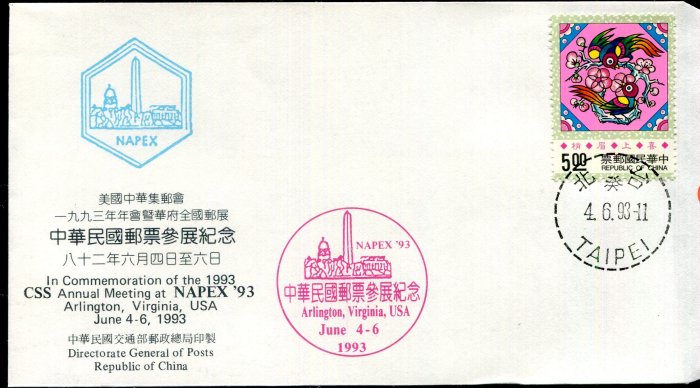 NAPEX
美國中華集郵會
一九九三年年會暨華府全國郵展
中華民國郵票參展紀念
八十二年六月四日至六日
In Commemoration of the 1993
CSS Annual Meeting at NAPEX '93
Arlington, Virginia, USA
June 4-6, 1993
中華民國交通部郵政總局印製
Directorate General of Posts
Republic of China
NAPEX '93
中華民國郵票參展紀念
Arlington, Virginia, USA
June 4-6
1993
梢眉上喜
5.00
票郵國民華中
REPUBLIC OF CHINA
4.6.93-11
TAIPEI